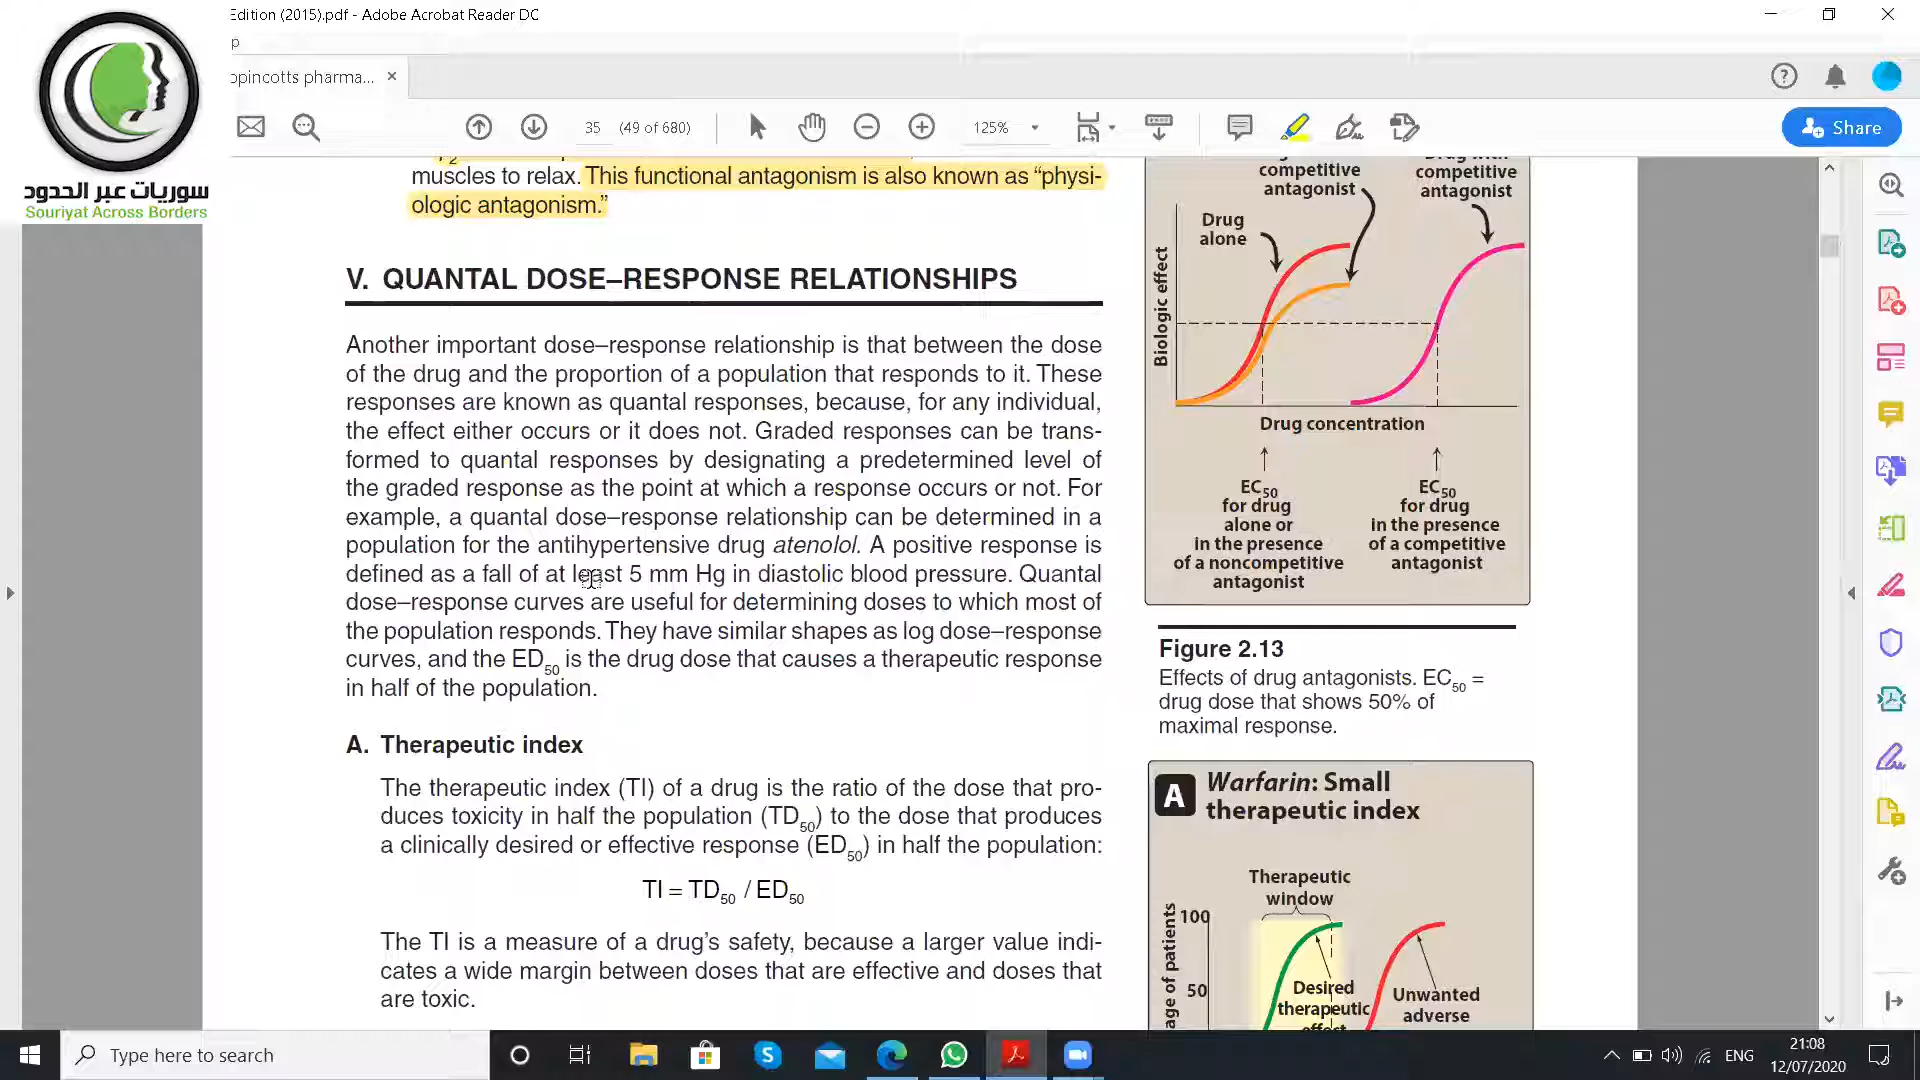 Edition (2015).pdf - Adobe Acrobat Reader DC
p
opincotts pharma...
35 (49 of 680)
125%
Share
سوريات عبر الحدود
Souriyat Across Borders
muscles to relax. This functional antagonism is also known as “physi-
ologic antagonism.”
V. QUANTAL DOSE–RESPONSE RELATIONSHIPS
Another important dose–response relationship is that between the dose
of the drug and the proportion of a population that responds to it. These
responses are known as quantal responses, because, for any individual,
the effect either occurs or it does not. Graded responses can be trans-
formed to quantal responses by designating a predetermined level of
the graded response as the point at which a response occurs or not. For
example, a quantal dose–response relationship can be determined in a
population for the antihypertensive drug atenolol. A positive response is
defined as a fall of at least 5 mm Hg in diastolic blood pressure. Quantal
dose–response curves are useful for determining doses to which most of
the population responds. They have similar shapes as log dose–response
curves, and the ED50 is the drug dose that causes a therapeutic response
in half of the population.
A. Therapeutic index
The therapeutic index (TI) of a drug is the ratio of the dose that pro-
duces toxicity in half the population (TD50) to the dose that produces
a clinically desired or effective response (ED50) in half the population:
TI = TD50 / ED50
The TI is a measure of a drug’s safety, because a larger value indi-
cates a wide margin between doses that are effective and doses that
are toxic.
competitive
antagonist
Drug with
competitive
antagonist
Drug
alone
Biologic effect
Drug concentration
EC50
for drug
alone or
in the presence
of a noncompetitive
antagonist
EC50
for drug
in the presence
of a competitive
antagonist
Figure 2.13
Effects of drug antagonists. EC50 =
drug dose that shows 50% of
maximal response.
A Warfarin: Small
therapeutic index
Therapeutic
window
100
50
age of patients
Desired
therapeutic
effect
Unwanted
adverse
Type here to search
ENG
21:08
12/07/2020